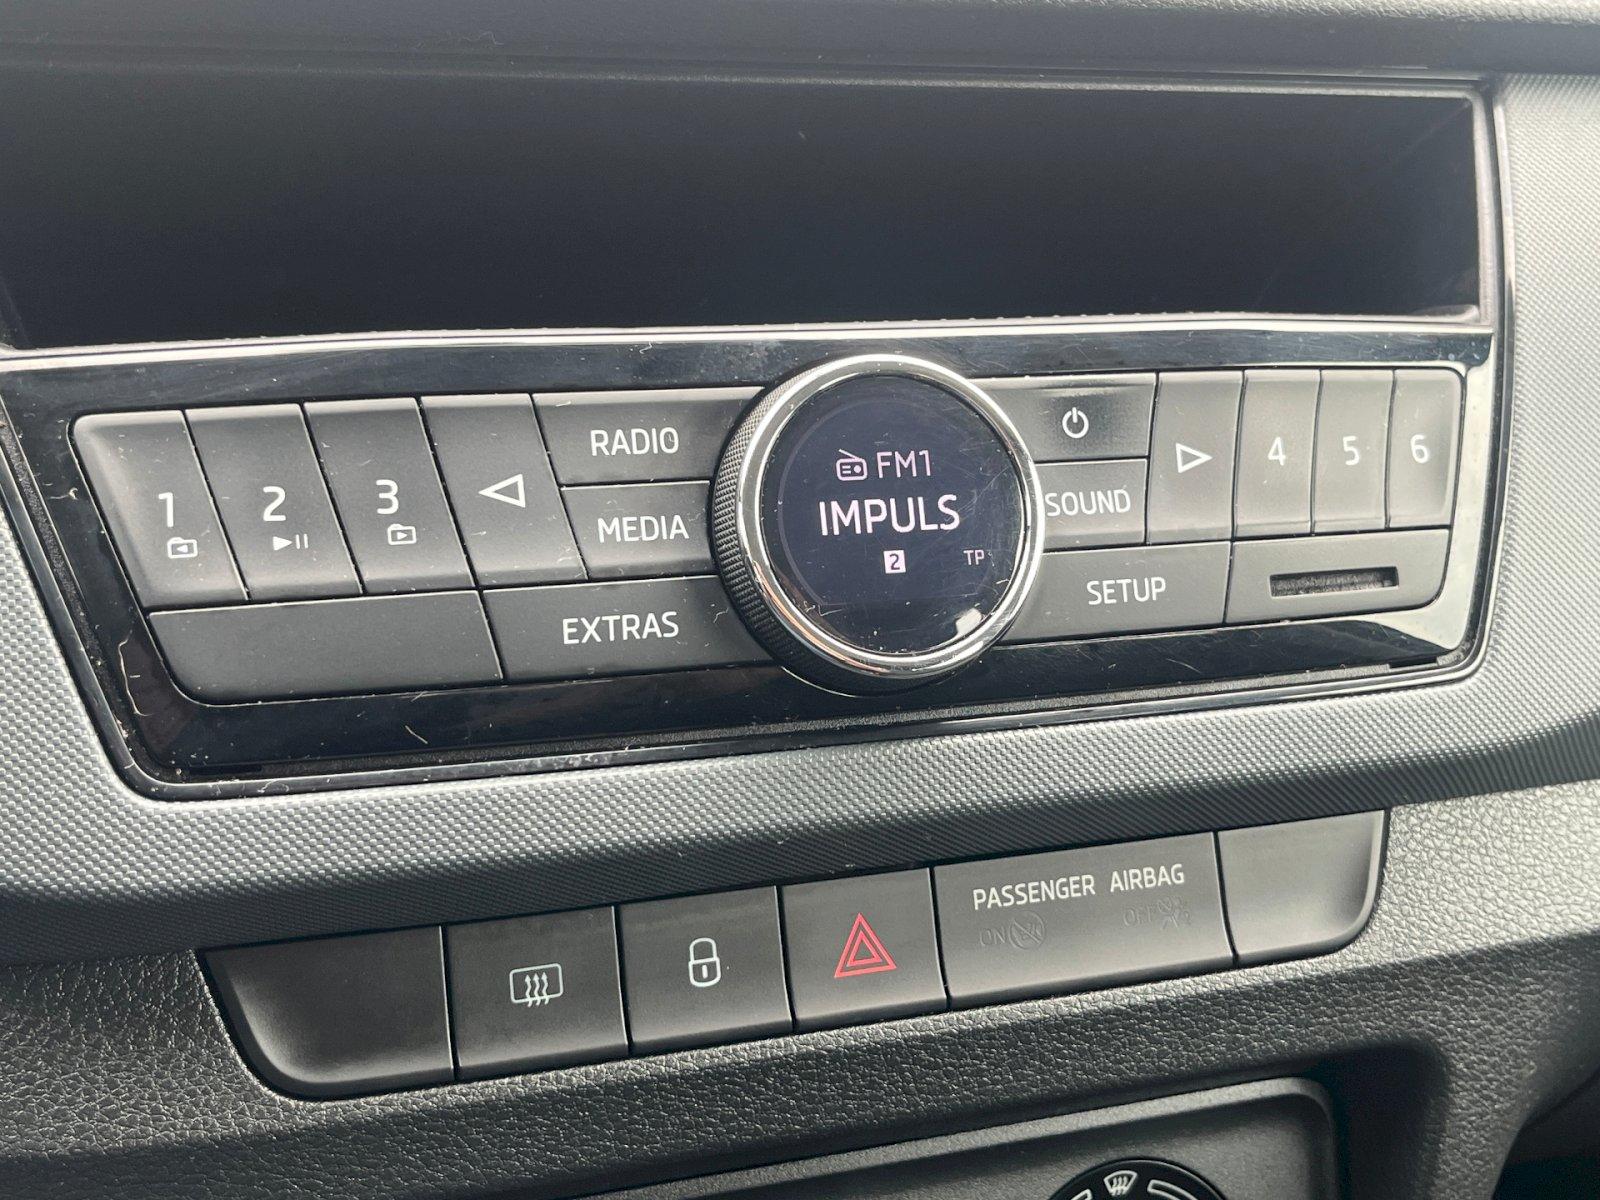 RADIO
MEDIA
EXTRAS
1
2
3
FM1
IMPULS
2
TP
SOUND
SETUP
4
5
6
PASSENGER AIRBAG
ON
OFF